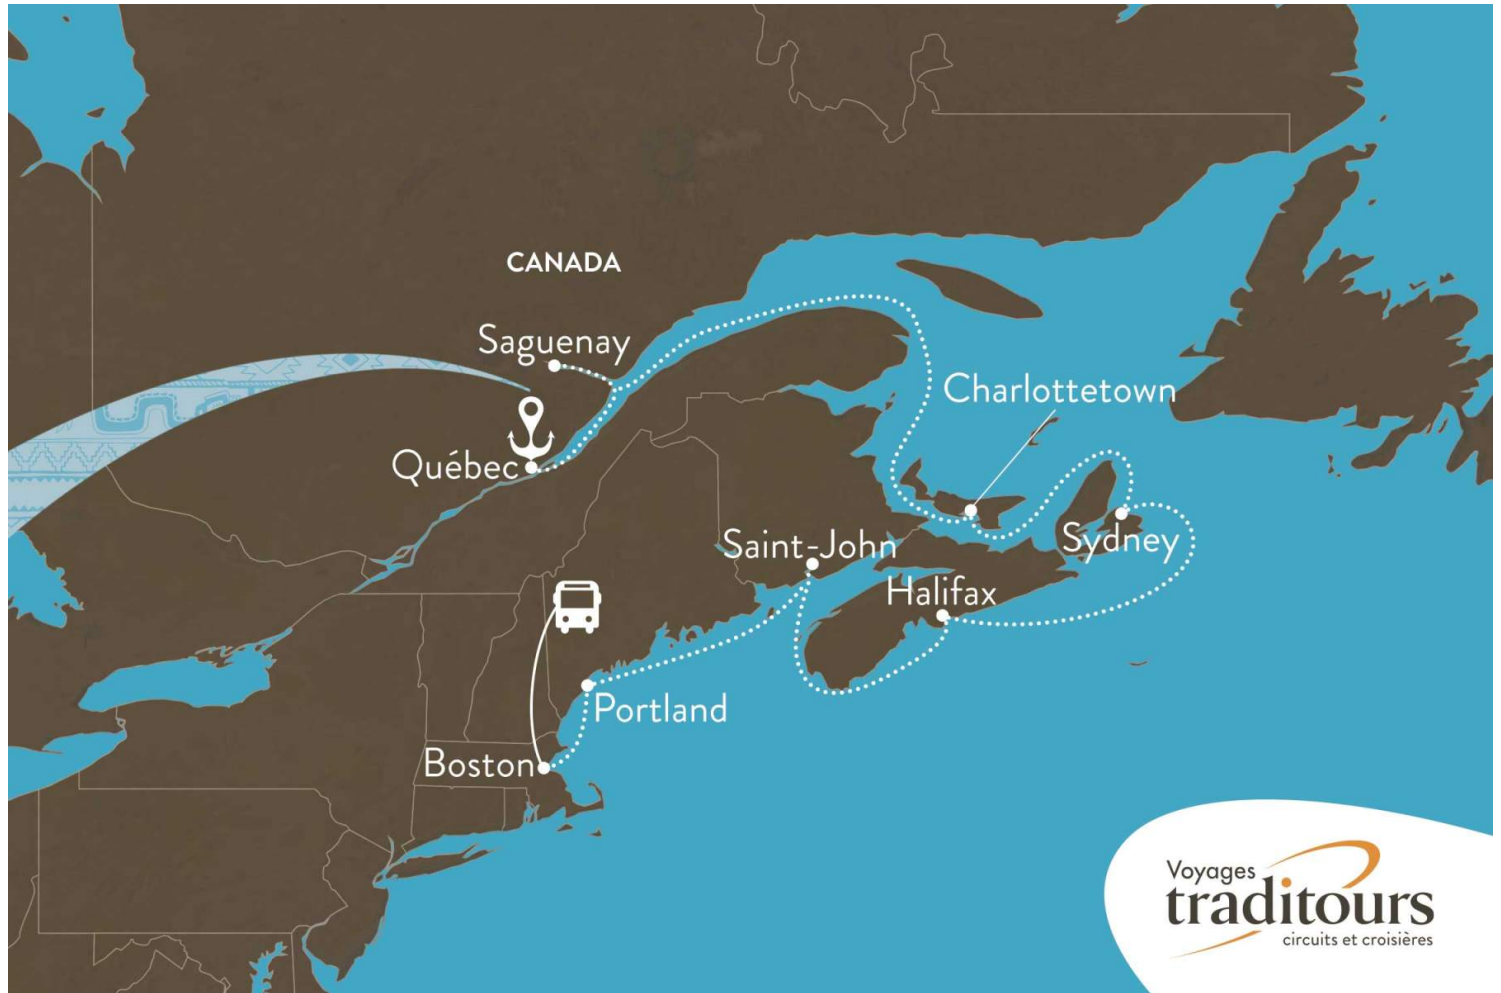 CANADA
Saguenay
Charlottetown
Québec
Saint-John
Sydney
Halifax
Portland
Boston
Voyages
traditours
circuits et croisières